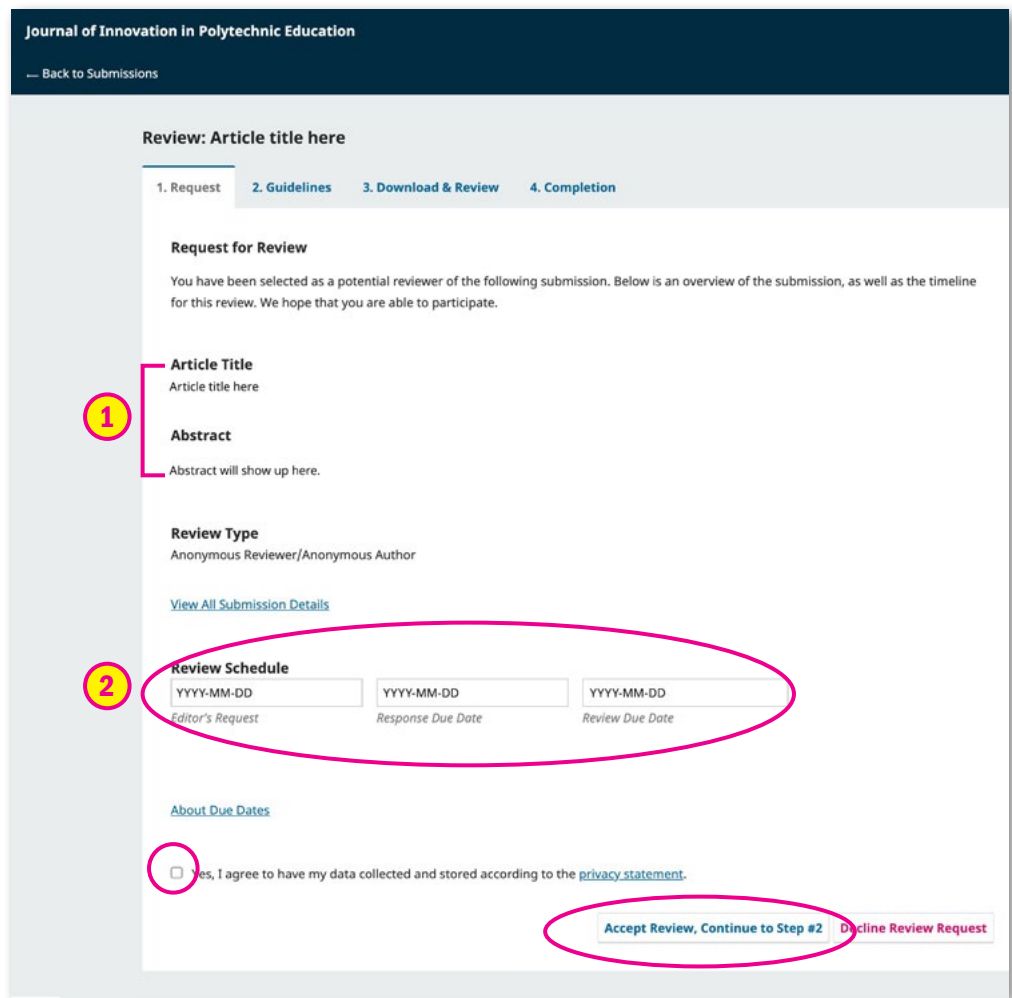 Journal of Innovation in Polytechnic Education
← Back to Submissions
Review: Article title here
1. Request 2. Guidelines 3. Download & Review 4. Completion
Request for Review
You have been selected as a potential reviewer of the following submission. Below is an overview of the submission, as well as the timeline
for this review. We hope that you are able to participate.
Article Title
Article title here
1
Abstract
Abstract will show up here.
Review Type
Anonymous Reviewer/Anonymous Author
View All Submission Details
2
Review Schedule
YYYY-MM-DD YYYY-MM-DD YYYY-MM-DD
Editor's Request Response Due Date Review Due Date
About Due Dates
Yes, I agree to have my data collected and stored according to the privacy statement.
Accept Review, Continue to Step #2 Decline Review Request